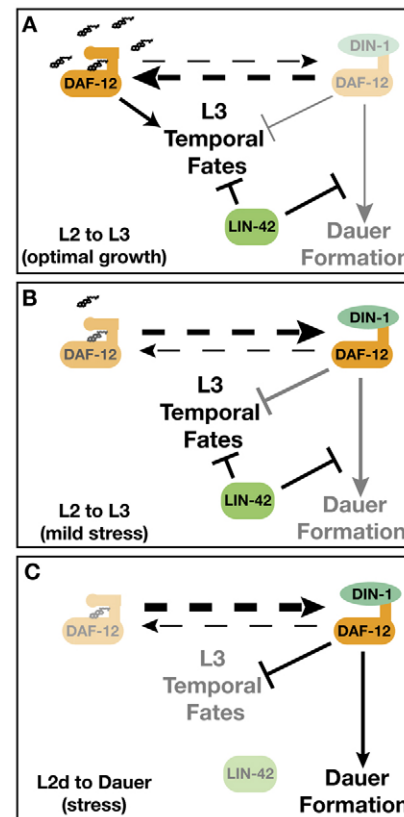 A
DIN-1
DAF-12
DAF-12
L3
Temporal
Fates
LIN-42
L2 to L3
(optimal growth)
Dauer
Formation
B
DIN-1
DAF-12
DAF-12
L3
Temporal
Fates
LIN-42
L2 to L3
(mild stress)
Dauer
Formation
C
DIN-1
DAF-12
DAF-12
L3
Temporal
Fates
LIN-42
L2d to Dauer
(stress)
Dauer
Formation